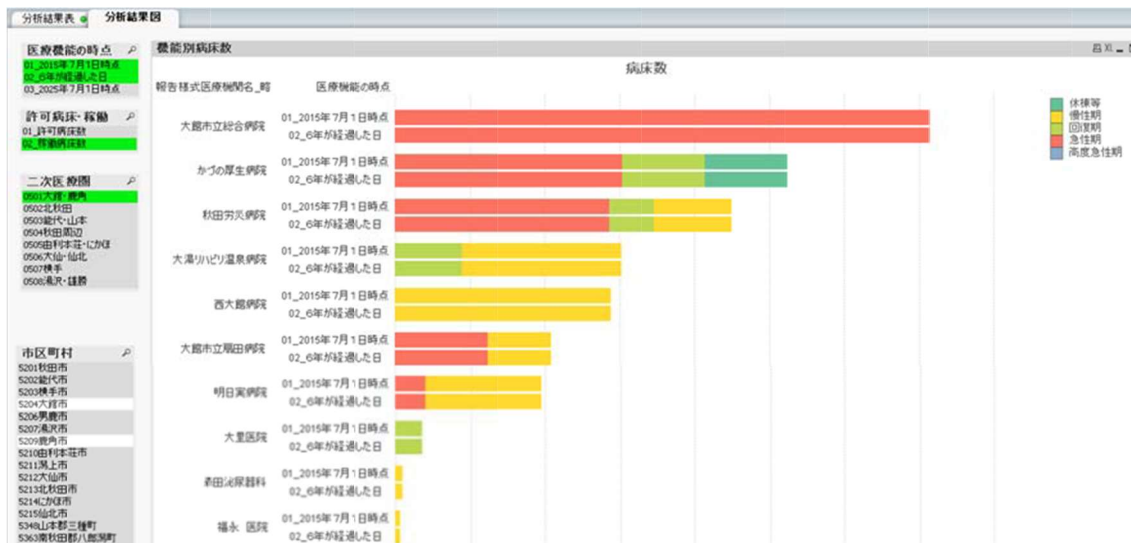 分析結果表
分析結果図
医療機能の時点
01_2015年7月1日時点
02_6年が経過した日
03_2025年7月1日時点
許可病床・稼働
01_許可病床数
02_稼働病床数
二次医療圏
0501大館・鹿角
0502北秋田
0503能代・山本
0504秋田周辺
0505由利本荘・にかほ
0506大仙・仙北
0507横手
0508湯沢・雄勝
市区町村
5201秋田市
5202能代市
5203横手市
5204大館市
5206男鹿市
5207湯沢市
5209鹿角市
5210由利本荘市
5211潟上市
5212大仙市
5213北秋田市
5214にかほ市
5215仙北市
5348山本郡三種町
5363南秋田郡八郎潟町
機能別病床数
XL
病床数
報告様式医療機関名_略
医療機能の時点
大館市立総合病院
01_2015年7月1日時点
02_6年が経過した日
かづの厚生病院
01_2015年7月1日時点
02_6年が経過した日
秋田労災病院
01_2015年7月1日時点
02_6年が経過した日
大湯リハビリ温泉病院
01_2015年7月1日時点
02_6年が経過した日
西大館病院
01_2015年7月1日時点
02_6年が経過した日
大館市立扇田病院
01_2015年7月1日時点
02_6年が経過した日
明日実病院
01_2015年7月1日時点
02_6年が経過した日
大里医院
01_2015年7月1日時点
02_6年が経過した日
田泌尿器科
01_2015年7月1日時点
02_6年が経過した日
福永 医院
01_2015年7月1日時点
02_6年が経過した日
休棟等
慢性期
回復期
急性期
高度急性期